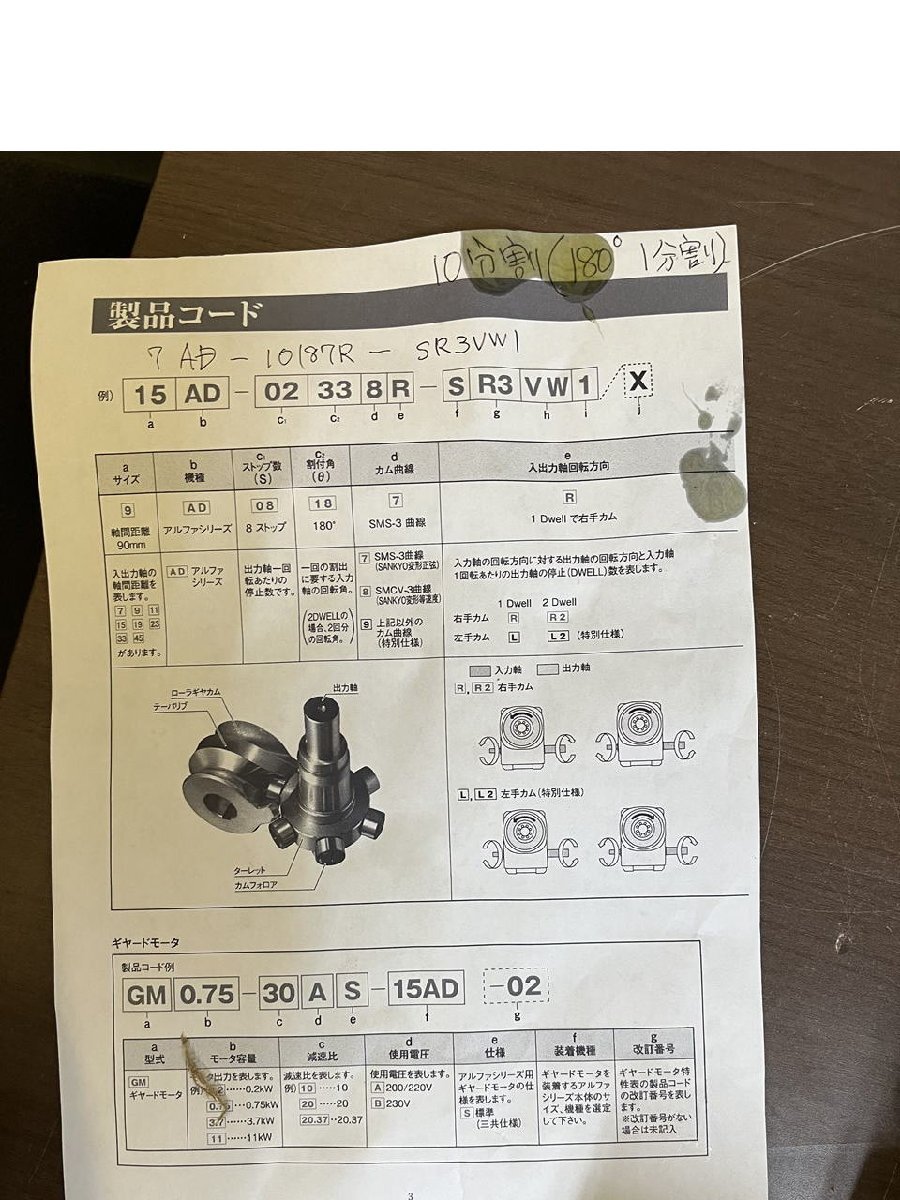 10分割(180° 1分割)
製品コード
7 AD - 10187R - SR3VW1
例) 15 AD - 02 33 8 R - S R3 VW 1 / X
a b c₁ c₂ d e f g h i j
a サイズ b 機種 c₁ ストップ数(S) c₂ 割付角(θ) d カム曲線 e 入出力軸回転方向
9 軸間距離 90mm
AD アルファシリーズ
08 8 ストップ
18 180°
7 SMS-3 曲線
R 1 Dwell で右手カム
入出力軸の
軸間距離を
表します。
7 9 11
15 19 23
33 45
があります。
AD アルファ
シリーズ
出力軸一回
転あたりの
停止数です。
一回の割出
に要する入力
軸の回転角。
(2DWELLの
場合、2回分
の回転角。)
7 SMS-3曲線
(SANKYO変形正弦)
8 SMCV-3曲線
(SANKYO変形等速度)
9 上記以外の
カム曲線
(特別仕様)
入力軸の回転方向に対する出力軸の回転方向と入力軸
1回転あたりの出力軸の停止(DWELL)数を表します。
1 Dwell 2 Dwell
右手カム R R2
左手カム L L2 (特別仕様)
ローラギヤカム
テーパリブ
出力軸
ターレット
カムフォロア
入力軸 出力軸
R, R2 右手カム
L, L2 左手カム(特別仕様)
ギヤードモータ
製品コード例
GM 0.75 - 30 A S - 15AD -02
a b c d e f g
a 型式 b モータ容量 c 減速比 d 使用電圧 e 仕様 f 装着機種 g 改訂番号
GM
ギヤードモータ
タ出力を表します。
例) ……0.2kW
…0.75kW
3.7……3.7kW
11……11kW
減速比を表します。
例) 10……10
20……20
20.37‥20.37
使用電圧を表します。
A 200/220V
B 230V
アルファシリーズ用
ギヤードモータの仕
様を表します。
S 標準
(三共仕様)
ギヤードモータを
装着するアルファ
シリーズ本体のサイ
ズ、機種を選定
して下さい。
ギヤードモータ特
性表の製品コード
の改訂番号を表し
ます。
※改訂番号がない
場合は未記入
3